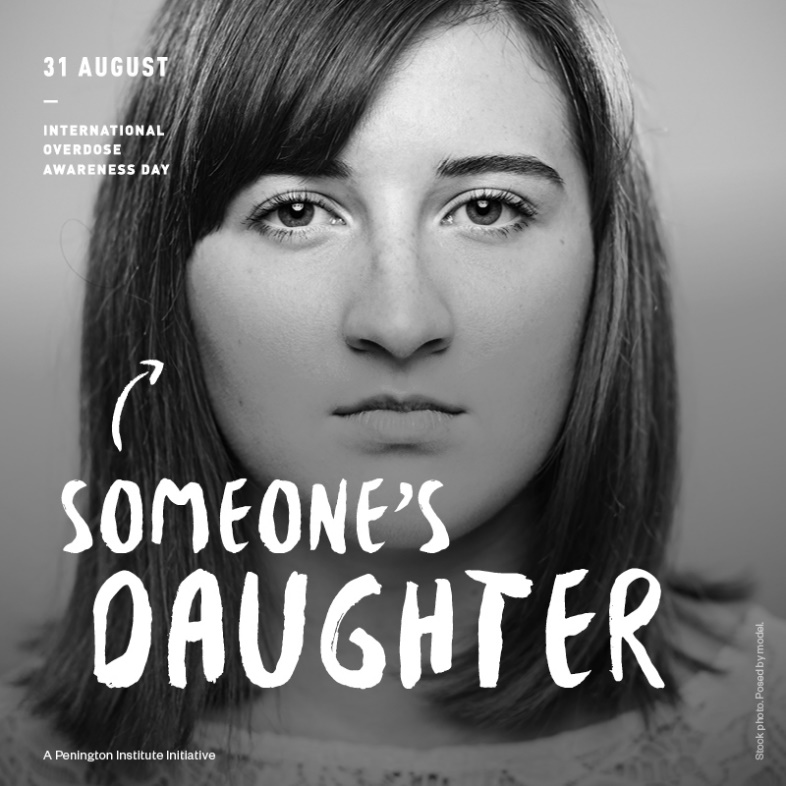 31 AUGUST
—
INTERNATIONAL
OVERDOSE
AWARENESS DAY
SOMEONE'S
DAUGHTER
A Penington Institute Initiative
Stock photo. Posed by model.